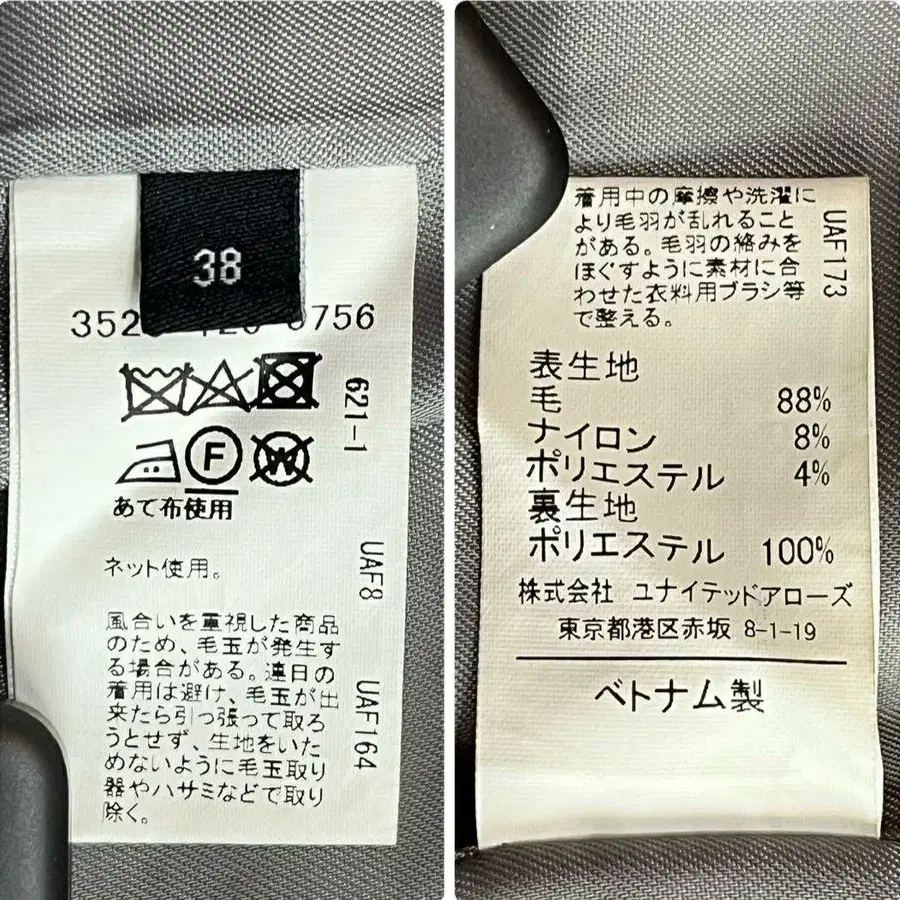 38
0756
621-1
F
W
あて布使用
ネット使用。
UAF8
風合いを重視した商品
のため、毛玉が発生す
る場合がある。連日の
着用は避け、毛玉が出
来たら引っ張って取ろ
うとせず、生地をいた
めないように毛玉取り
器やハサミなどで取り
除く。
UAF164
着用中の摩擦や洗濯に
より毛羽が乱れること
がある。毛羽の絡みを
ほぐすように素材に合
わせた衣料用ブラシ等
で整える。
UAF173
表生地
毛 88%
ナイロン 8%
ポリエステル 4%
裏生地
ポリエステル 100%
株式会社 ユナイテッドアローズ
東京都港区赤坂 8-1-19
ベトナム製